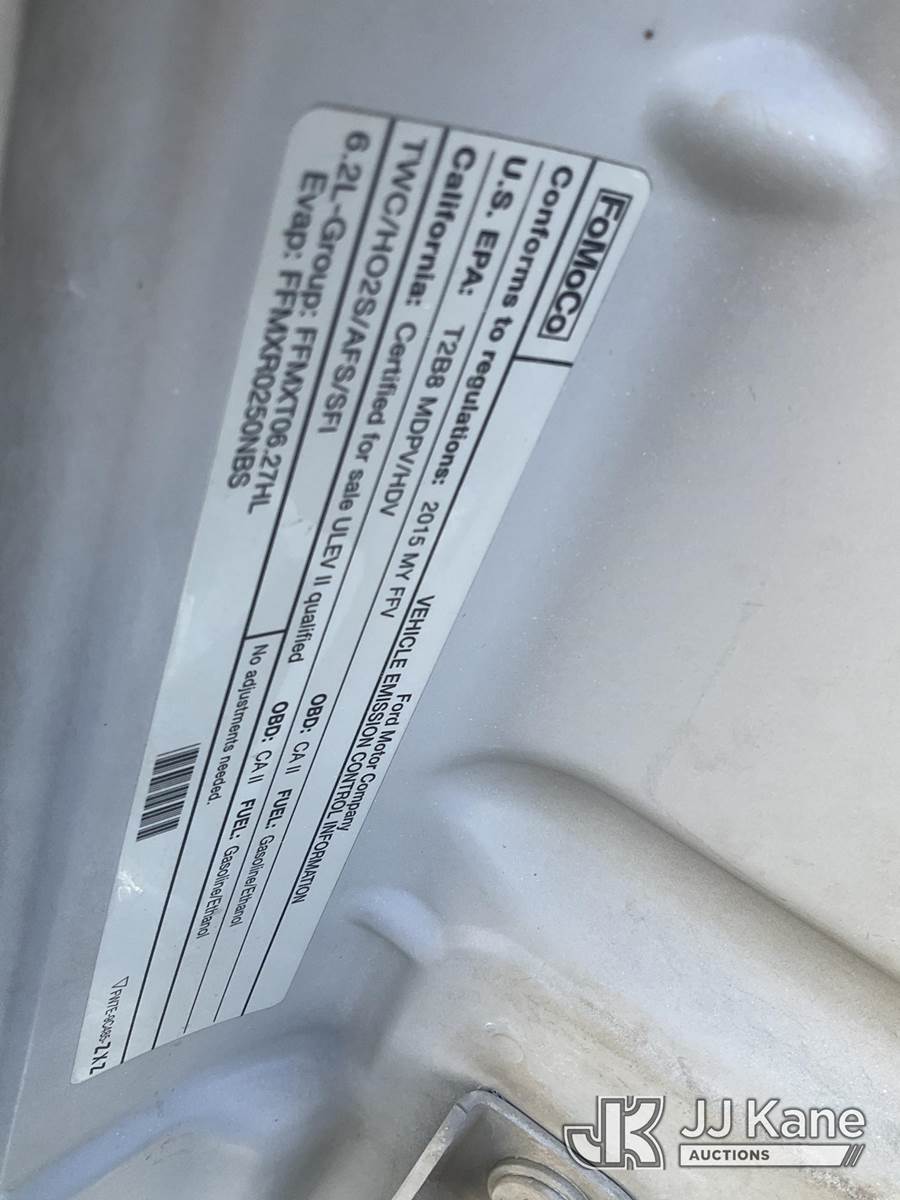 FoMoCo
Ford Motor Company
VEHICLE EMISSION CONTROL INFORMATION
Conforms to regulations: 2015 MY FFV
U.S. EPA: T2B8 MDPV/HDV OBD: CA II FUEL: Gasoline/Ethanol
California: Certified for sale ULEV II qualified OBD: CA II FUEL: Gasoline/Ethanol
TWC/HO2S/AFS/SFI No adjustments needed.
6.2L-Group: FFMXT06.27HL
Evap: FFMXR0250NBS
ZXZ
JK JJ Kane
AUCTIONS